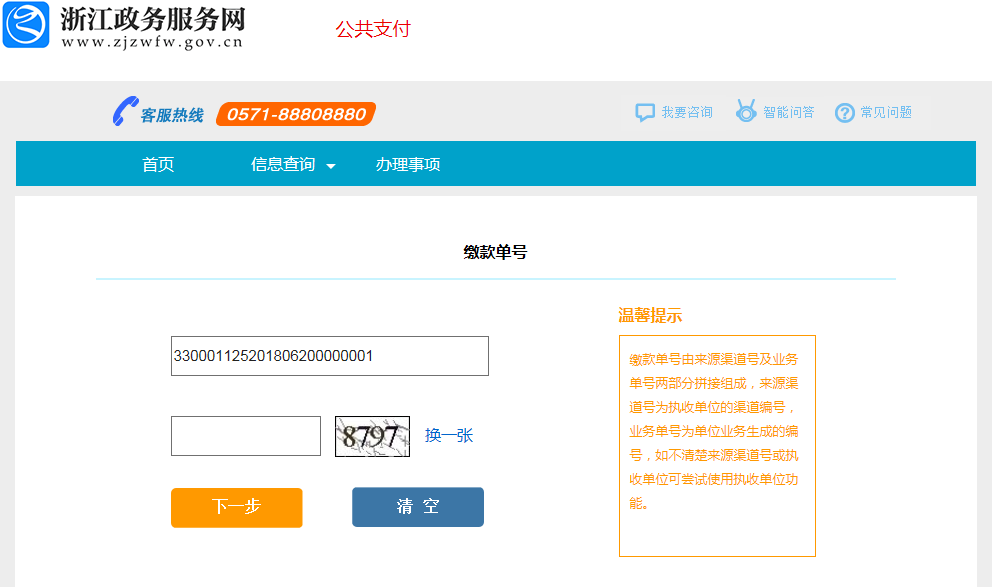 浙江政务服务网
www.zjzwfw.gov.cn
公共支付
客服热线 0571-88808880 我要咨询 智能问答 常见问题
首页 信息查询 办理事项
缴款单号
温馨提示
330001125201806200000001
缴款单号由来源渠道号及业务
单号两部分拼接组成，来源渠
道号为执收单位的渠道编号，
业务单号为单位业务生成的编
号，如不清楚来源渠道号或执
收单位可尝试使用执收单位功
能。
8797 换一张
下一步 清 空